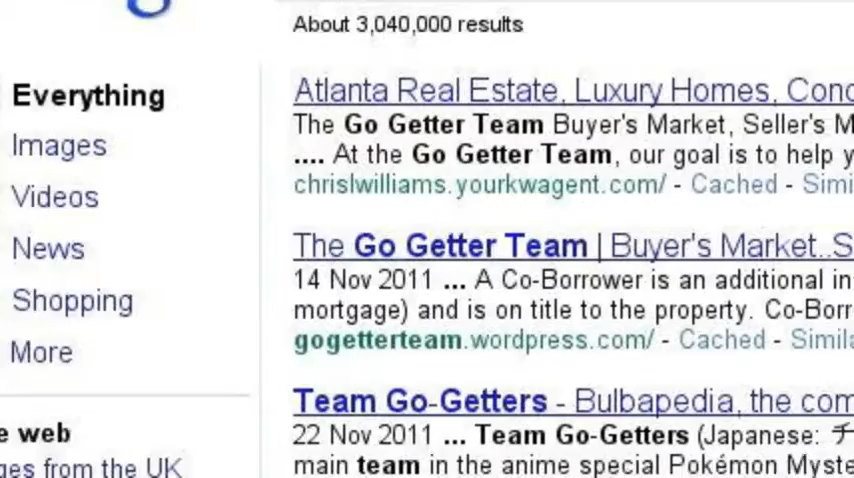 About 3,040,000 results
Everything
Images
Videos
News
Shopping
More
e web
ges from the UK
Atlanta Real Estate, Luxury Homes, Cond
The Go Getter Team Buyer's Market, Seller's M
.... At the Go Getter Team, our goal is to help y
chrislwilliams.yourkwagent.com/ - Cached - Simi
The Go Getter Team | Buyer's Market..S
14 Nov 2011 ... A Co-Borrower is an additional in
mortgage) and is on title to the property. Co-Borr
gogetterteam.wordpress.com/ - Cached - Simila
Team Go-Getters - Bulbapedia, the com
22 Nov 2011 ... Team Go-Getters (Japanese: チ
main team in the anime special Pokémon Myste